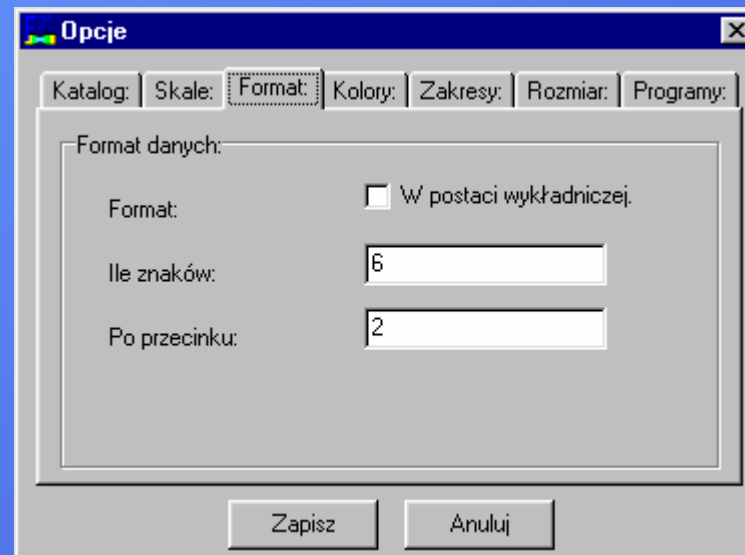 Opcje
Katalog: Skale: Format: Kolory: Zakresy: Rozmiar: Programy:
Format danych:
Format: W postaci wykładniczej.
Ile znaków: 6
Po przecinku: 2
Zapisz Anuluj